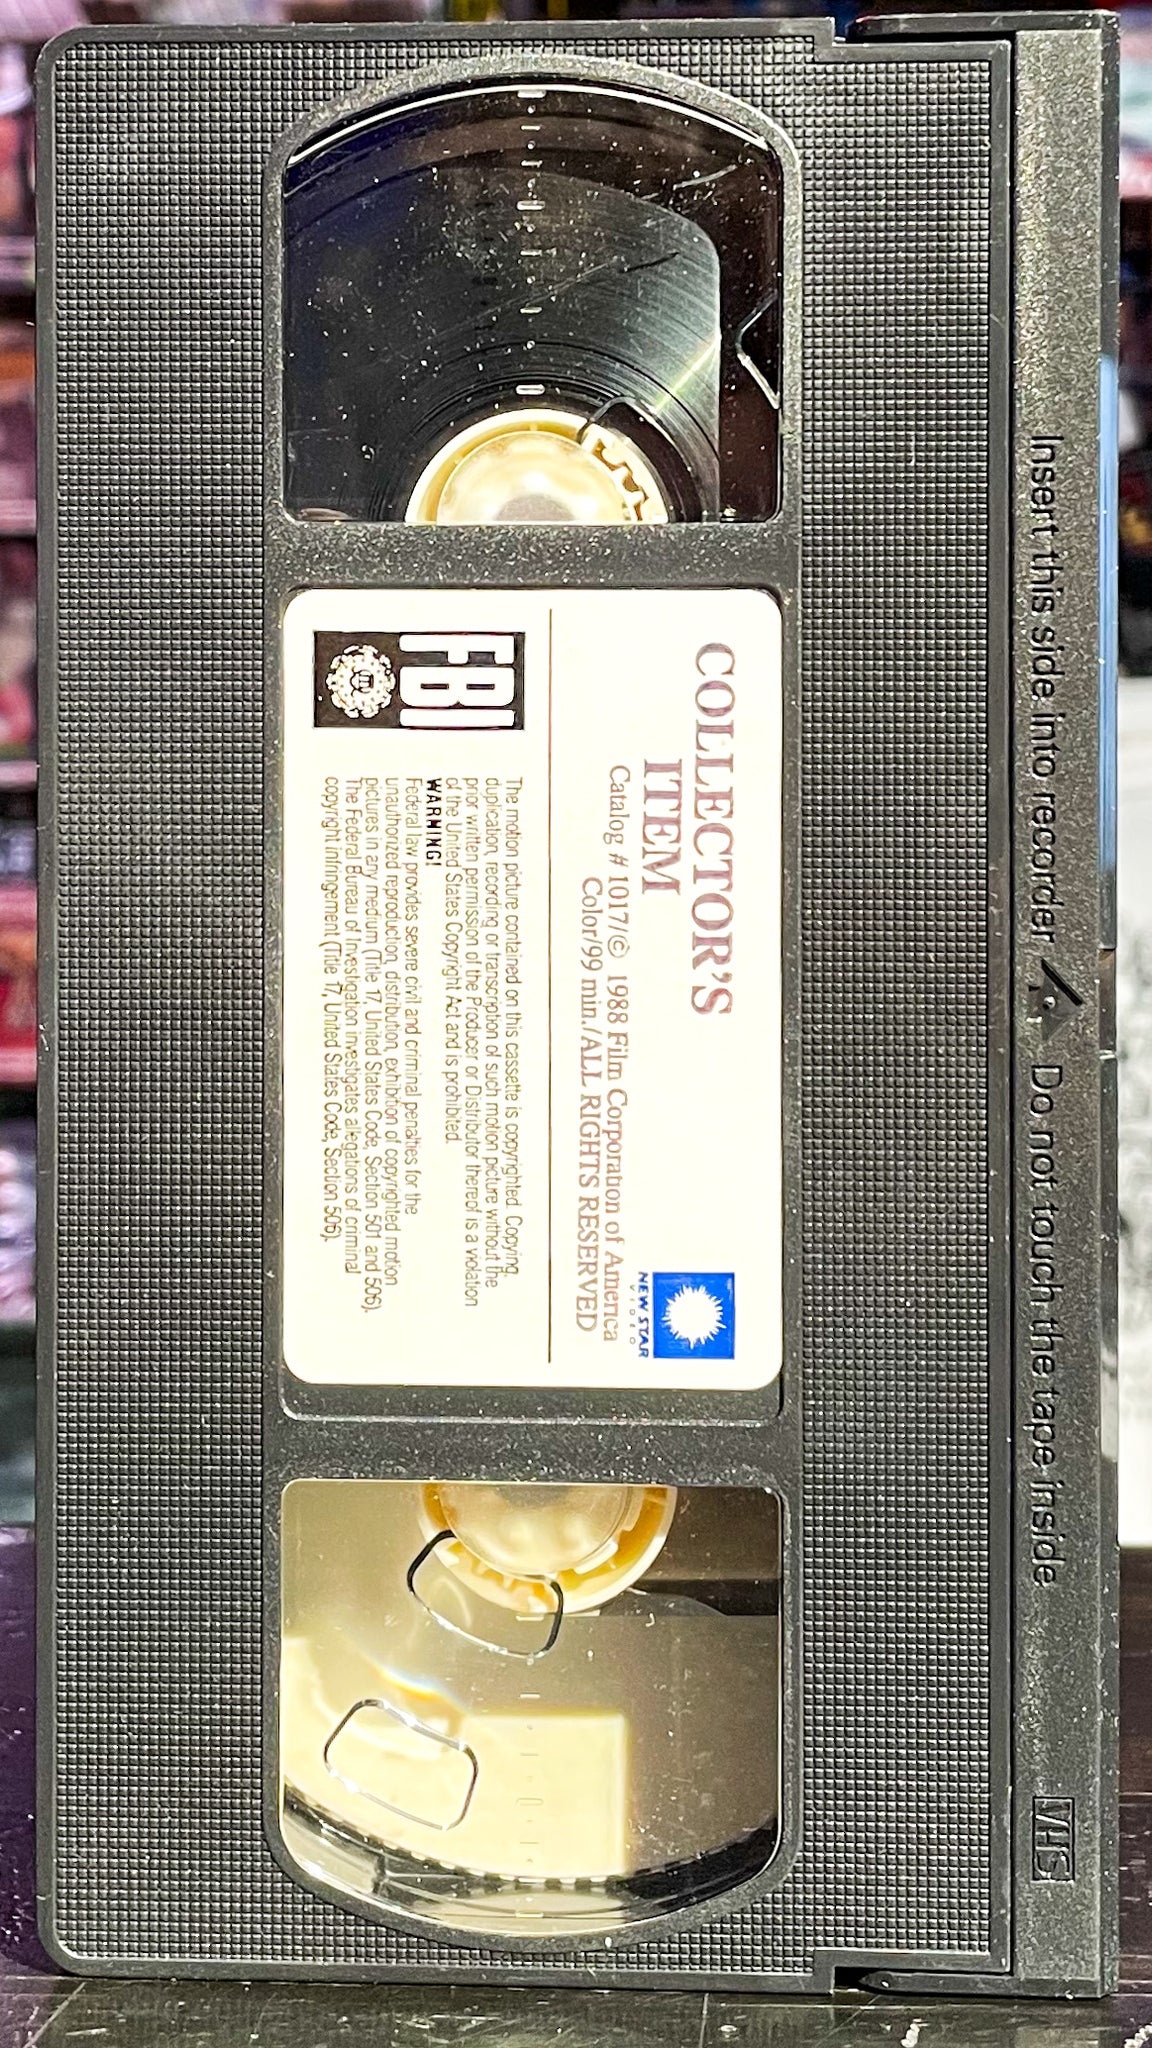 COLLECTOR'S
ITEM
Catalog # 1017/© 1988 Film Corporation of America
Color/99 min./ALL RIGHTS RESERVED
NEW STAR
VIDEO
FBI
The motion picture contained on this cassette is copyrighted. Copying,
duplication, recording or transcription of such motion picture without the
prior written permission of the Producer or Distributor thereof is a violation
of the United States Copyright Act and is prohibited.
WARNING!
Federal law provides severe civil and criminal penalties for the
unauthorized reproduction, distribution, exhibition of copyrighted motion
pictures in any medium (Title 17, United States Code, Section 501 and 506).
The Federal Bureau of Investigation investigates allegations of criminal
copyright infringement (Title 17, United States Code, Section 506).
Insert this side into recorder Do not touch the tape inside
VHS